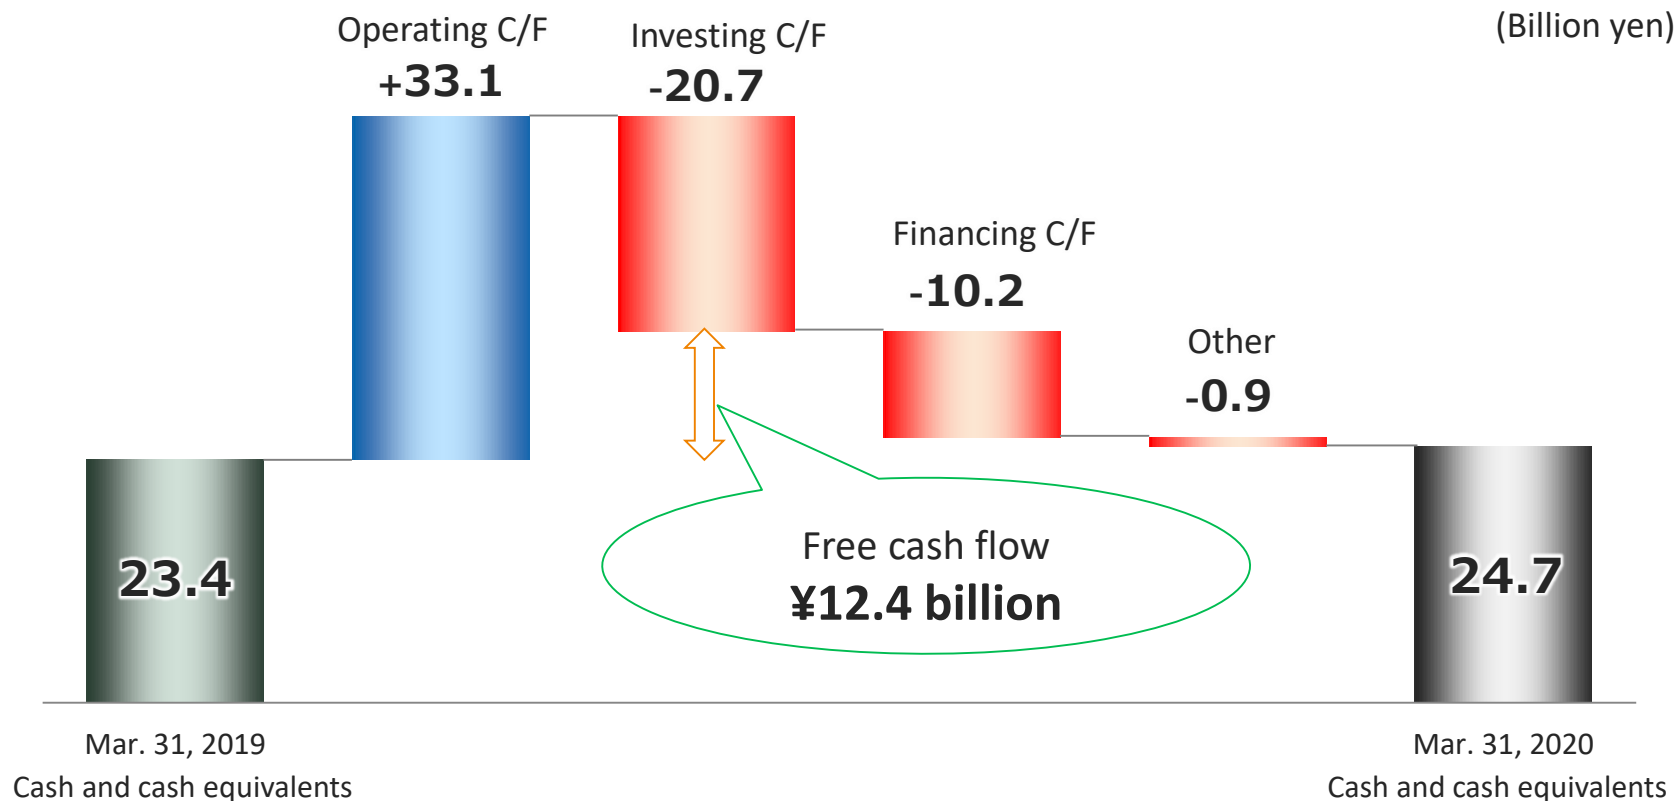 (Billion yen)
Operating C/F
+33.1
Investing C/F
-20.7
Financing C/F
-10.2
Other
-0.9
23.4
Free cash flow
¥12.4 billion
24.7
Mar. 31, 2019
Cash and cash equivalents
Mar. 31, 2020
Cash and cash equivalents